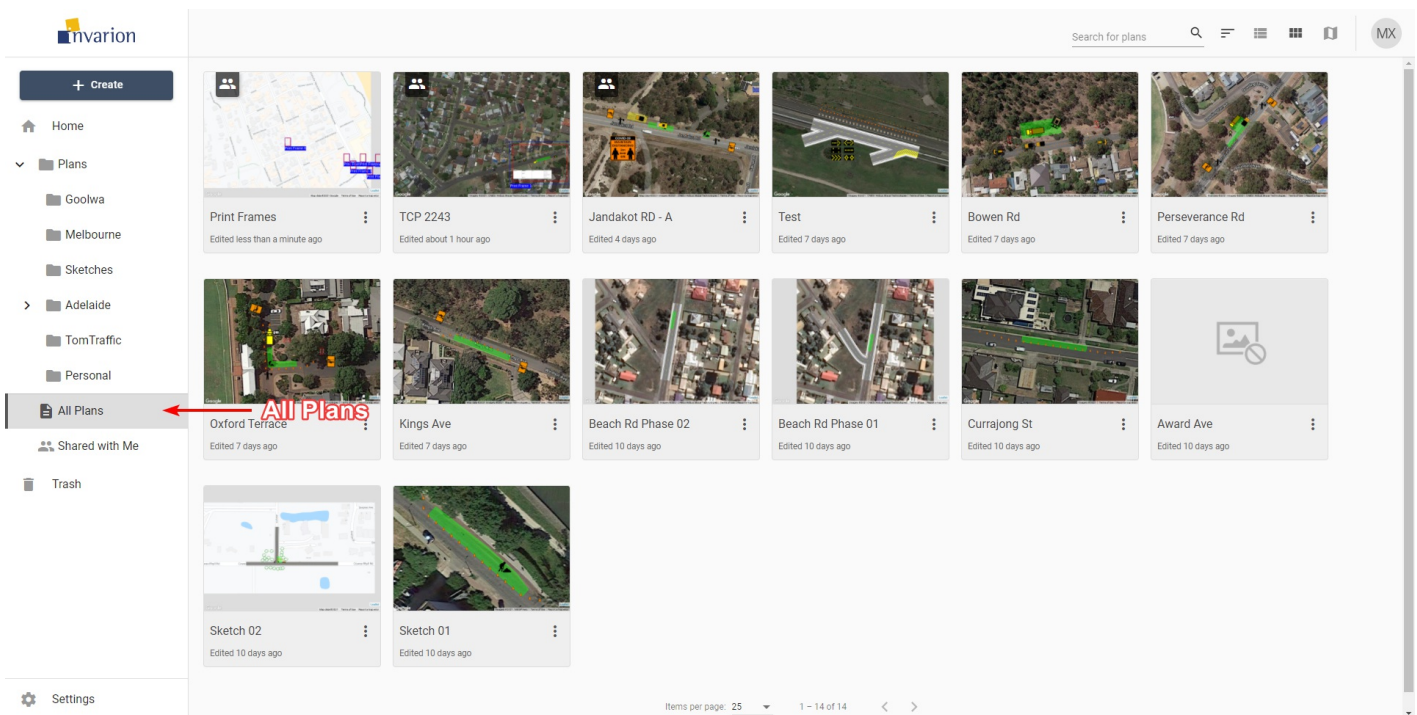 invarion
Search for plans
MX
+ Create
Home
Plans
Goolwa
Melbourne
Sketches
Adelaide
TomTraffic
Personal
All Plans
Shared with Me
Trash
Settings
All Plans
Print Frames
Edited less than a minute ago
TCP 2243
Edited about 1 hour ago
Jandakot RD - A
Edited 4 days ago
Test
Edited 7 days ago
Bowen Rd
Edited 7 days ago
Perseverance Rd
Edited 7 days ago
Oxford Terrace
Edited 7 days ago
Kings Ave
Edited 7 days ago
Beach Rd Phase 02
Edited 10 days ago
Beach Rd Phase 01
Edited 10 days ago
Currajong St
Edited 10 days ago
Award Ave
Edited 10 days ago
Sketch 02
Edited 10 days ago
Sketch 01
Edited 10 days ago
Items per page: 25
1 – 14 of 14